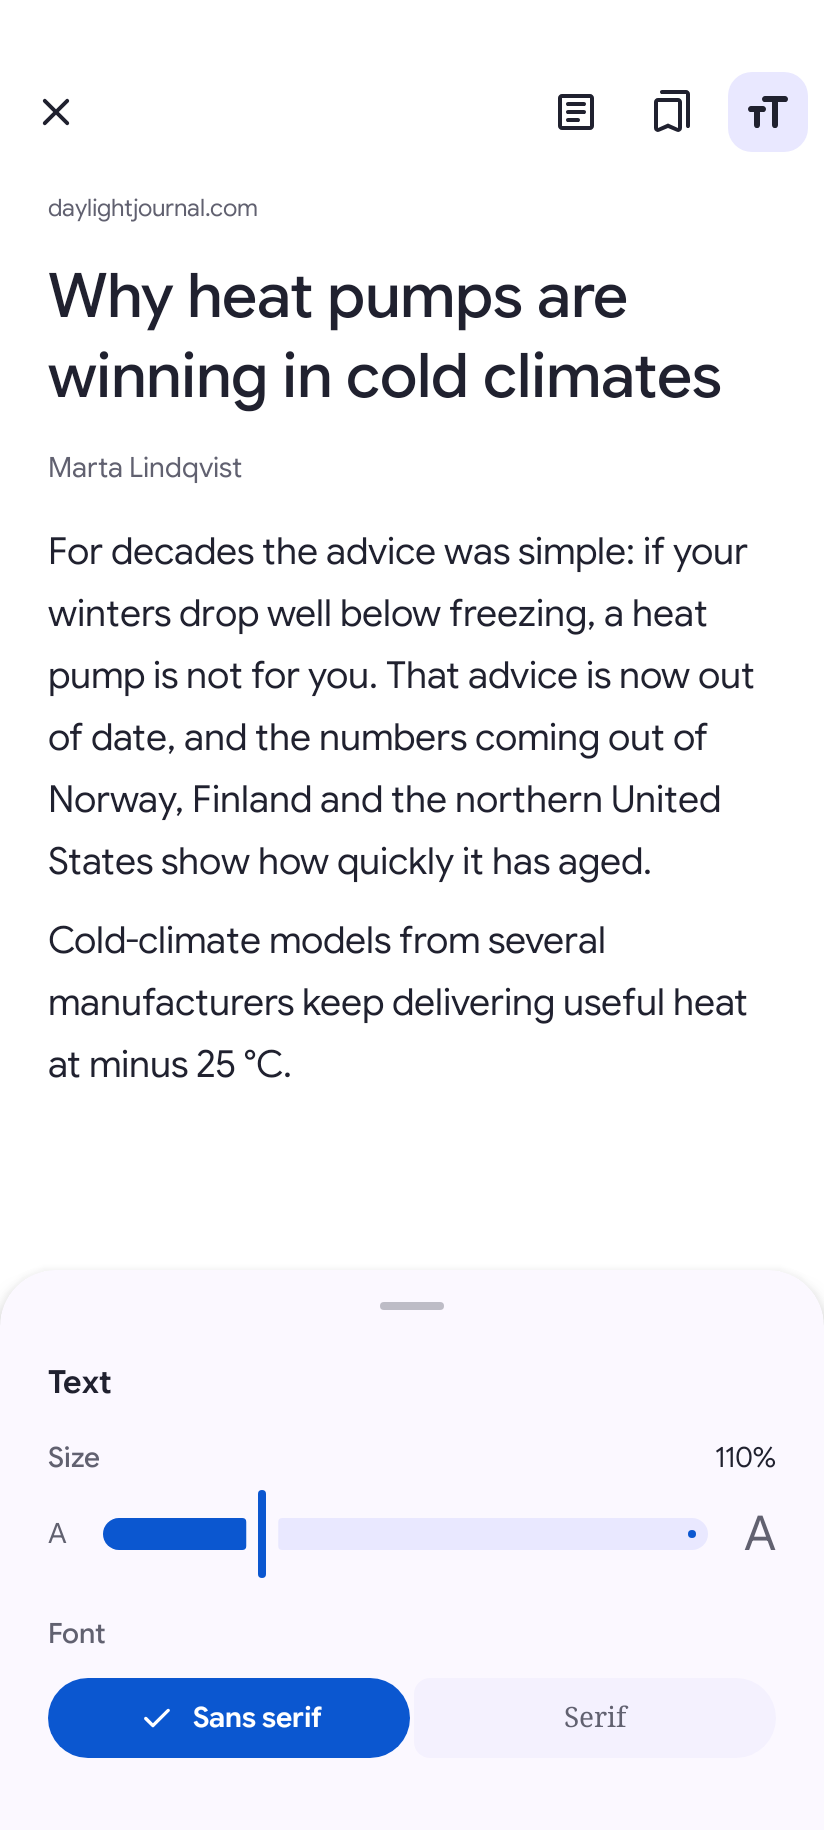 daylightjournal.com
Why heat pumps are
winning in cold climates
Marta Lindqvist
For decades the advice was simple: if your
winters drop well below freezing, a heat
pump is not for you. That advice is now out
of date, and the numbers coming out of
Norway, Finland and the northern United
States show how quickly it has aged.
Cold-climate models from several
manufacturers keep delivering useful heat
at minus 25 °C.
Text
Size 110%
A A
Font
Sans serif Serif